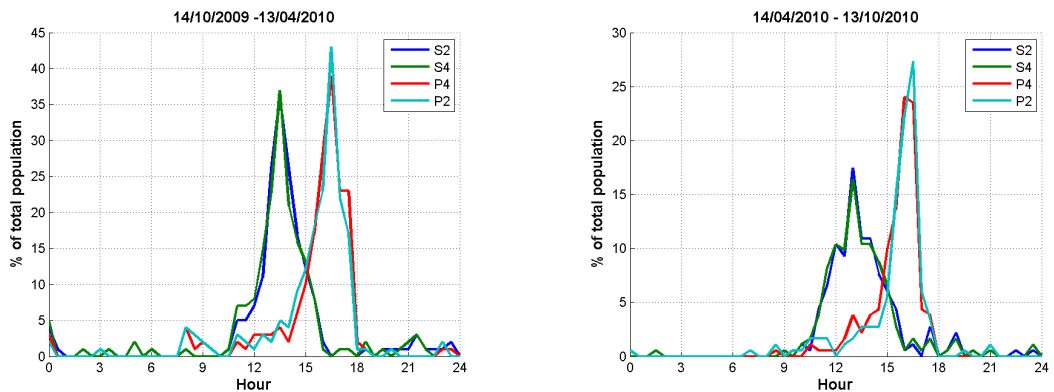 14/10/2009 -13/04/2010
% of total population
45
40
35
30
25
20
15
10
5
0
0 3 6 9 12 15 18 21 24
Hour
S2
S4
P4
P2
14/04/2010 - 13/10/2010
% of total population
30
25
20
15
10
5
0
0 3 6 9 12 15 18 21 24
Hour
S2
S4
P4
P2